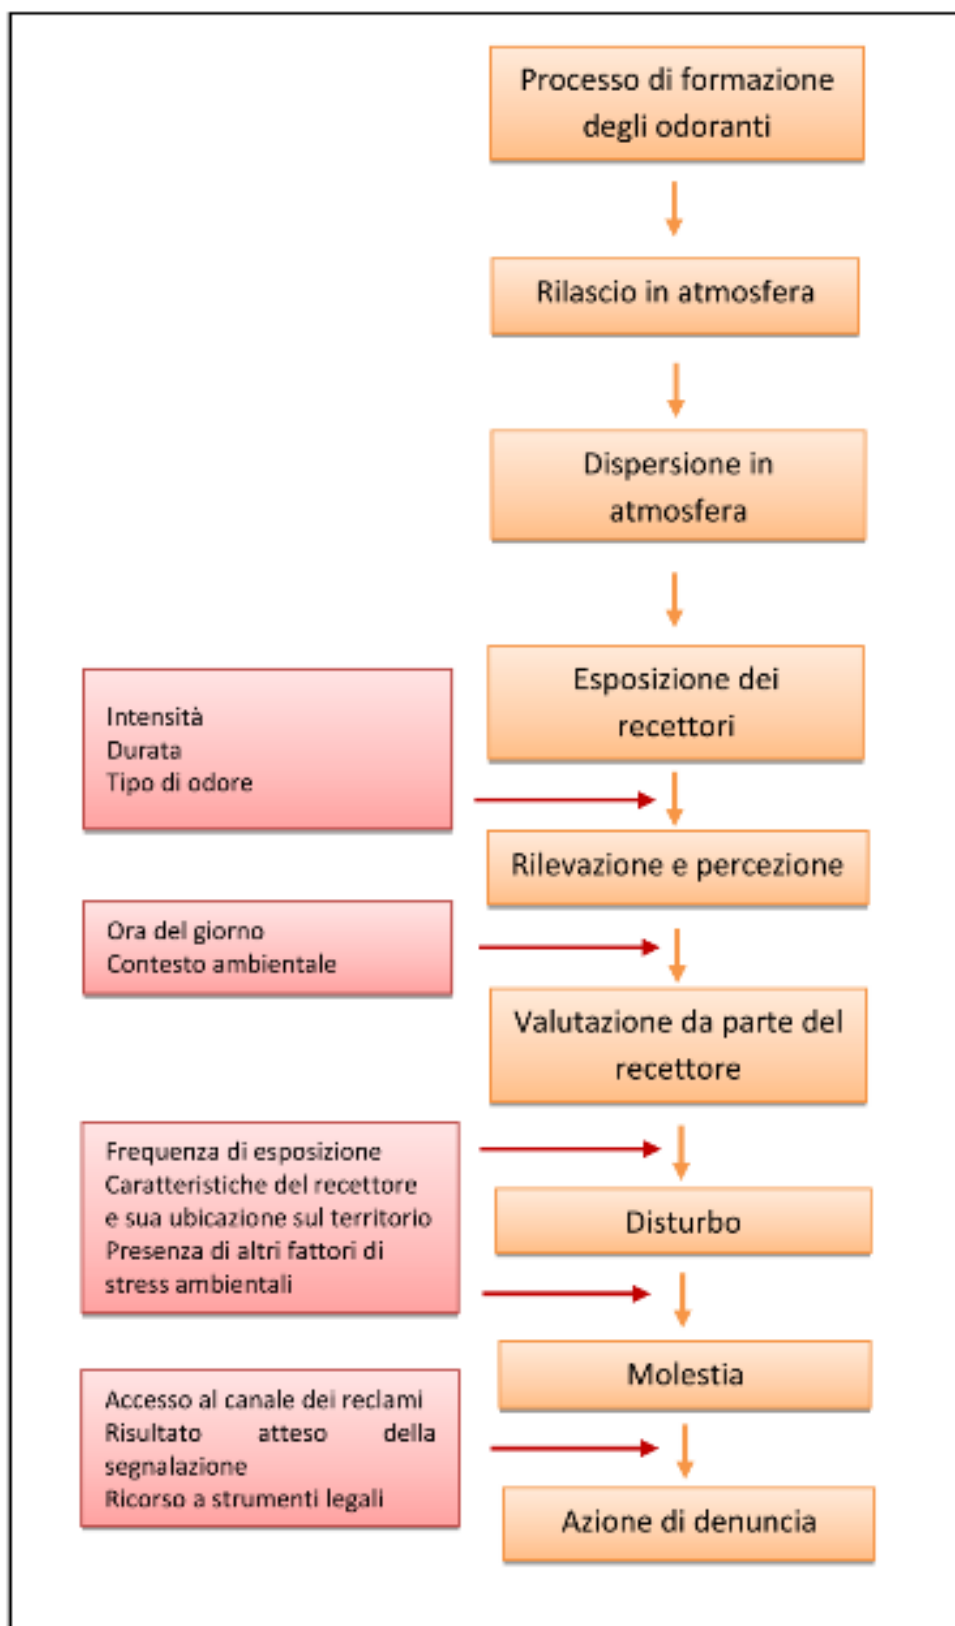 Processo di formazione
degli odoranti
Rilascio in atmosfera
Dispersione in
atmosfera
Esposizione dei
recettori
Intensità
Durata
Tipo di odore
Rilevazione e percezione
Ora del giorno
Contesto ambientale
Valutazione da parte del
recettore
Frequenza di esposizione
Caratteristiche del recettore
e sua ubicazione sul territorio
Presenza di altri fattori di
stress ambientali
Disturbo
Molestia
Accesso al canale dei reclami
Risultato atteso della
segnalazione
Ricorso a strumenti legali
Azione di denuncia